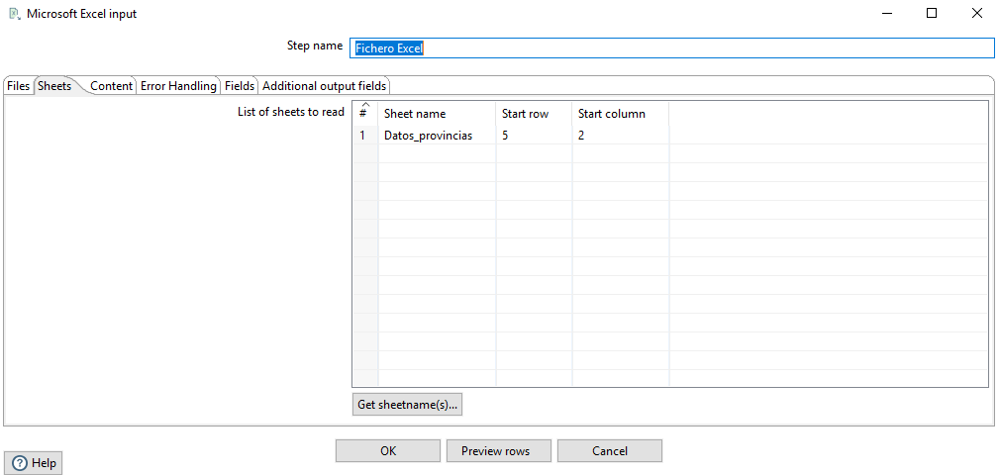 Microsoft Excel input
Step name Fichero Excel
Files Sheets Content Error Handling Fields Additional output fields
List of sheets to read # Sheet name Start row Start column
1 Datos_provincias 5 2
Get sheetname(s)...
OK Preview rows Cancel
? Help